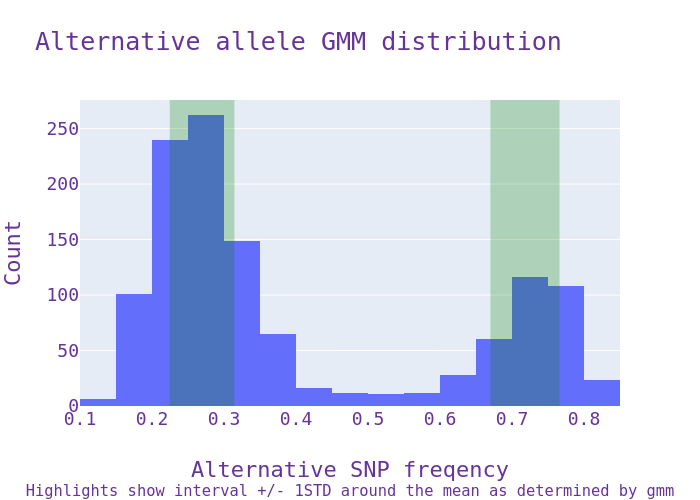 Alternative allele GMM distribution
Count
250
200
150
100
50
0
0.1 0.2 0.3 0.4 0.5 0.6 0.7 0.8
Alternative SNP freqency
Highlights show interval +/- 1STD around the mean as determined by gmm